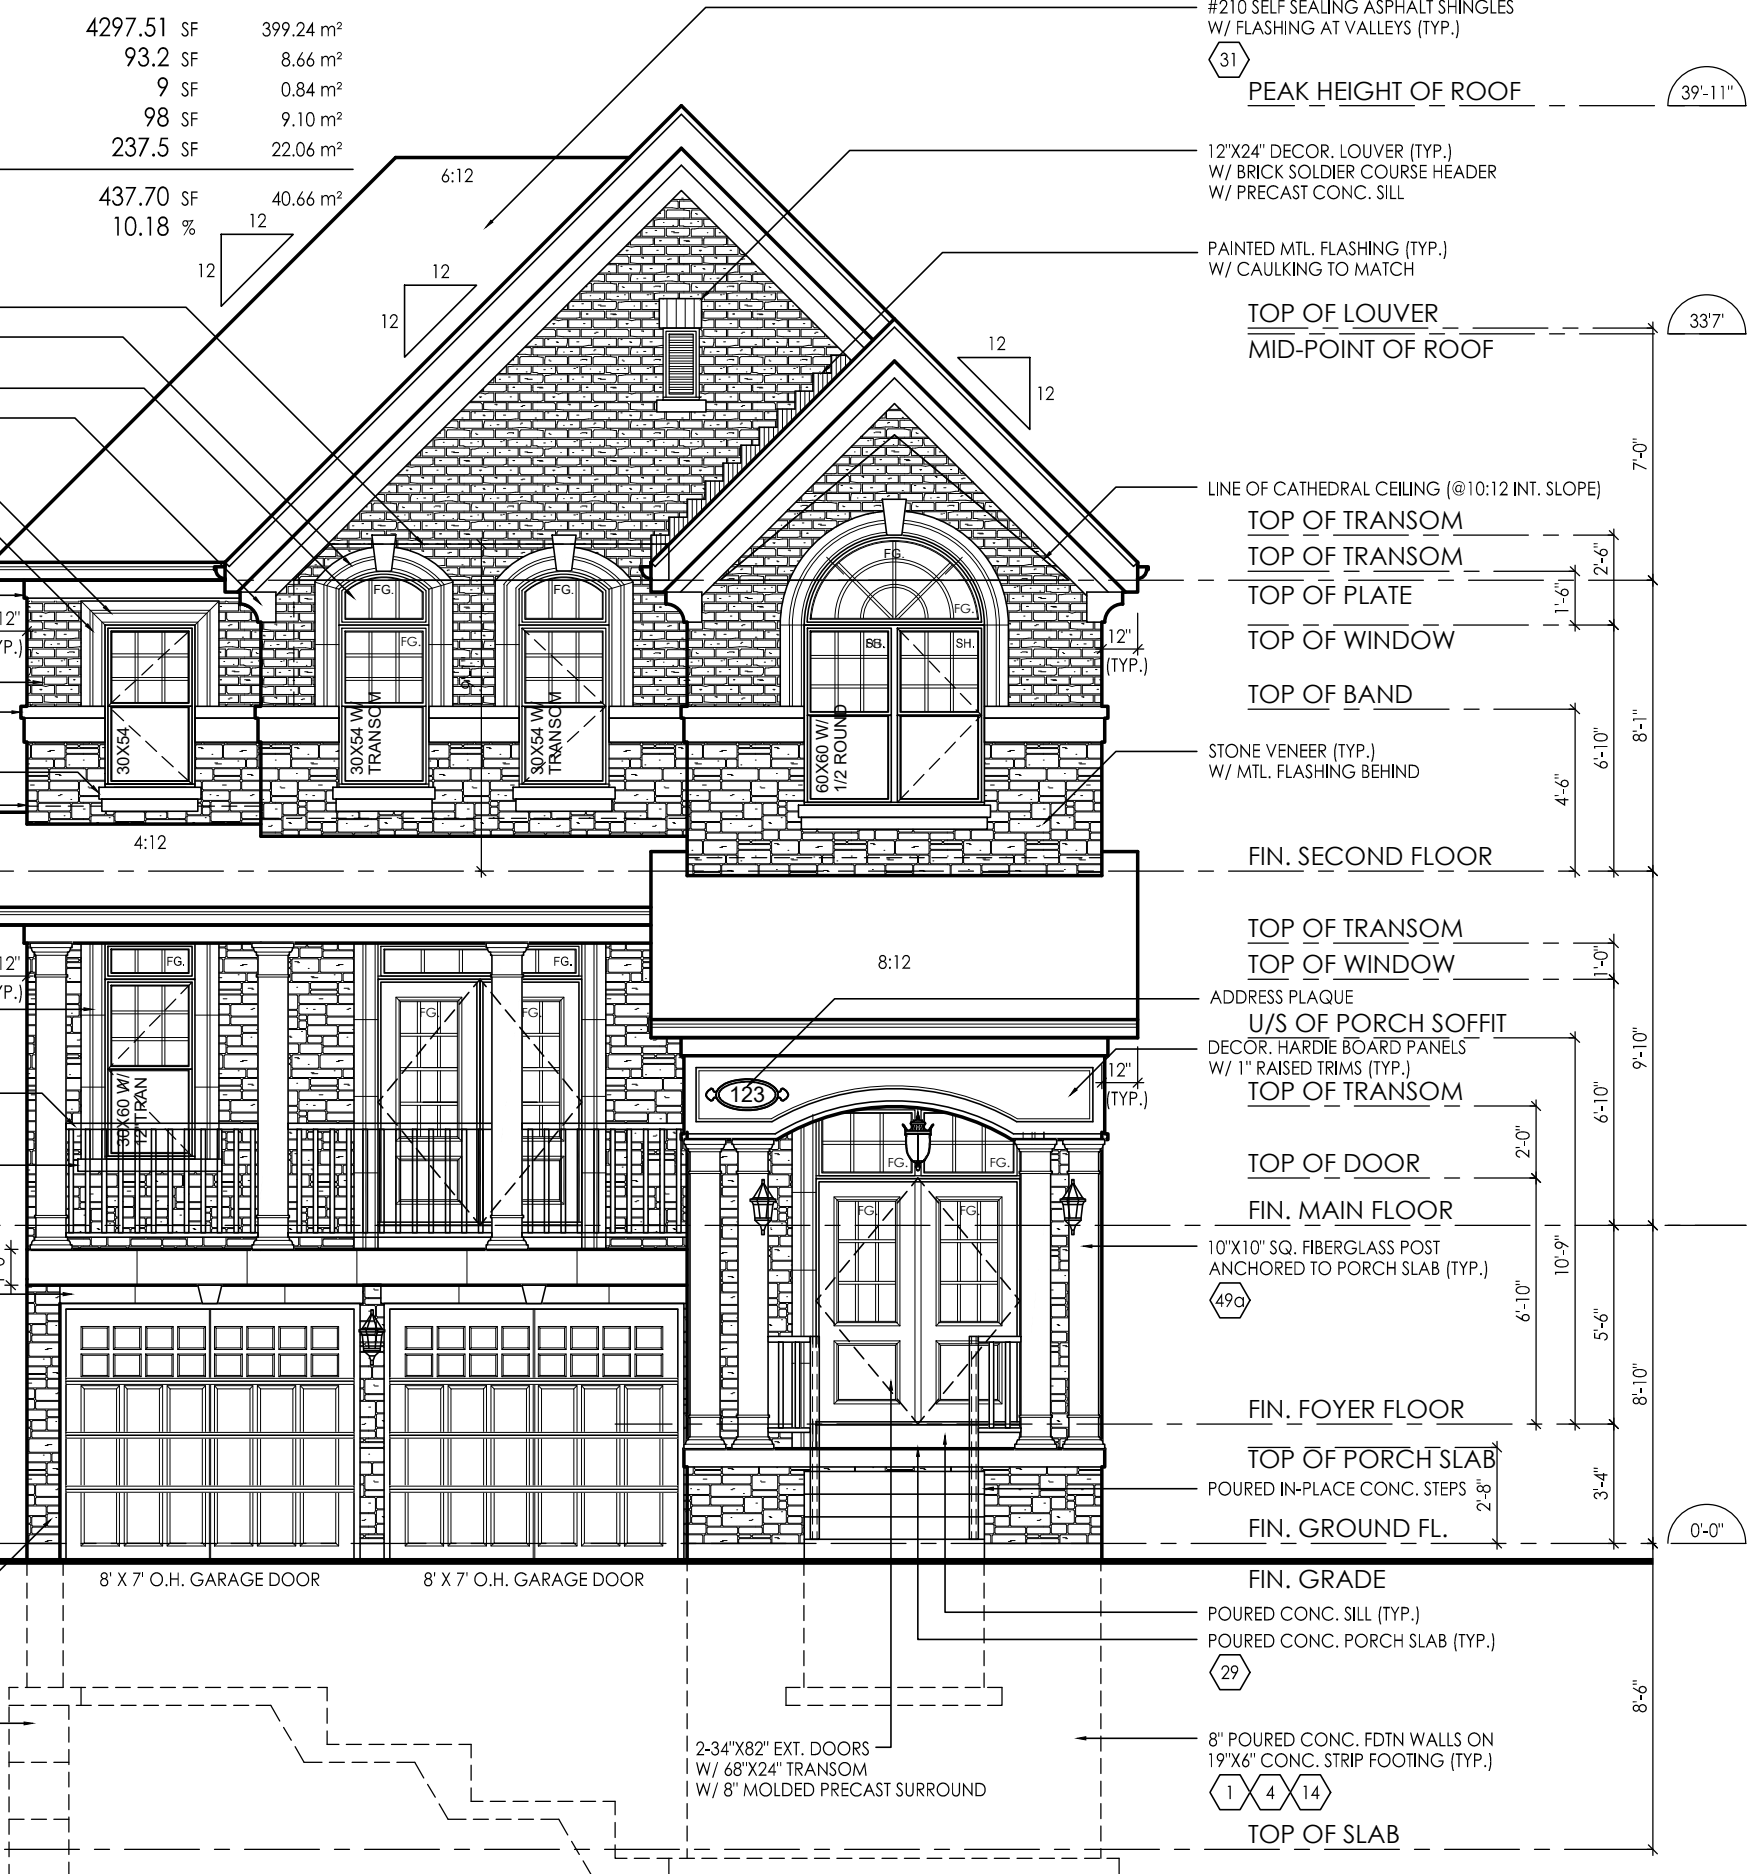 4297.51 SF 399.24 m²
93.2 SF 8.66 m²
9 SF 0.84 m²
98 SF 9.10 m²
237.5 SF 22.06 m²
437.70 SF 40.66 m²
10.18 %
12
12
6:12
12
12
12
12
#210 SELF SEALING ASPHALT SHINGLES
W/ FLASHING AT VALLEYS (TYP.)
31
PEAK HEIGHT OF ROOF
39'-11"
12"X24" DECOR. LOUVER (TYP.)
W/ BRICK SOLDIER COURSE HEADER
W/ PRECAST CONC. SILL
PAINTED MTL. FLASHING (TYP.)
W/ CAULKING TO MATCH
TOP OF LOUVER
33'7'
MID-POINT OF ROOF
7'-0"
LINE OF CATHEDRAL CEILING (@10:12 INT. SLOPE)
TOP OF TRANSOM
TOP OF TRANSOM
2'-6"
TOP OF PLATE
1'-6"
TOP OF WINDOW
TOP OF BAND
8'-1"
6'-10"
4'-6"
STONE VENEER (TYP.)
W/ MTL. FLASHING BEHIND
FIN. SECOND FLOOR
FG.
FG.
FG.
FG.
FG.
SH.
SH.
12"
(TYP.)
12"
YP.)
30X54
30X54 W/
TRANSOM
30X54 W/
TRANSOM
60X60 W/
1/2 ROUND
4:12
TOP OF TRANSOM
TOP OF WINDOW
1'-0"
12"
YP.)
FG.
FG.
FG.
FG.
8:12
ADDRESS PLAQUE
U/S OF PORCH SOFFIT
DECOR. HARDIE BOARD PANELS
W/ 1" RAISED TRIMS (TYP.)
9'-10"
6'-10"
12"
(TYP.)
123
30X60 W/
12" TRAN
TOP OF TRANSOM
2'-0"
TOP OF DOOR
FG.
FG.
FG.
FG.
FIN. MAIN FLOOR
10"X10" SQ. FIBERGLASS POST
ANCHORED TO PORCH SLAB (TYP.)
49a
10'-9"
6'-10"
5'-6"
8'-10"
FIN. FOYER FLOOR
TOP OF PORCH SLAB
POURED IN-PLACE CONC. STEPS
2'-8"
3'-4"
FIN. GROUND FL.
0'-0"
8' X 7' O.H. GARAGE DOOR
8' X 7' O.H. GARAGE DOOR
FIN. GRADE
POURED CONC. SILL (TYP.)
POURED CONC. PORCH SLAB (TYP.)
29
8'-6"
2-34"X82" EXT. DOORS
W/ 68"X24" TRANSOM
W/ 8" MOLDED PRECAST SURROUND
8" POURED CONC. FDTN WALLS ON
19"X6" CONC. STRIP FOOTING (TYP.)
1 4 14
TOP OF SLAB